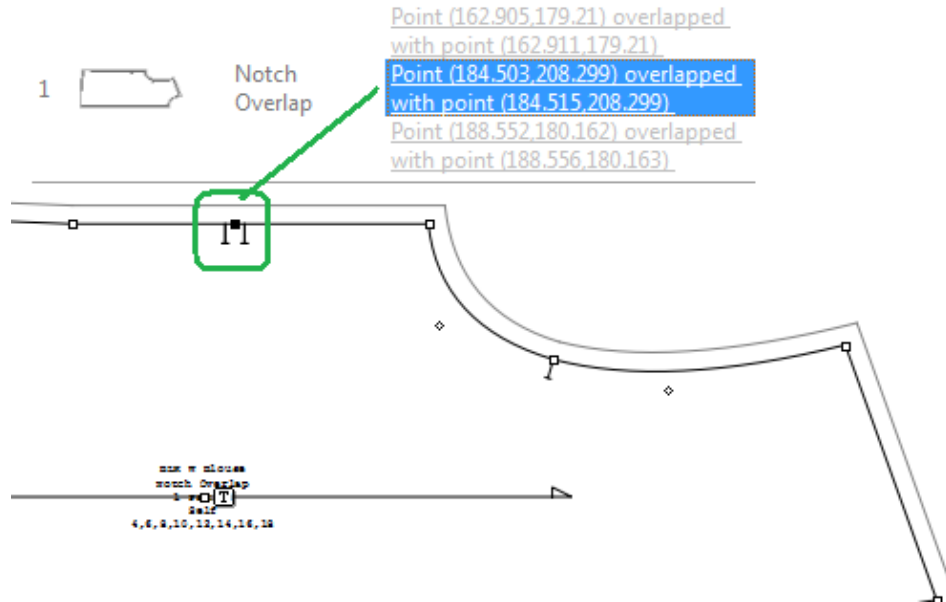 Point (162.905,179.21) overlapped
with point (162.911,179.21)
1
Notch
Overlap
Point (184.503,208.299) overlapped
with point (184.515,208.299)
Point (188.552,180.162) overlapped
with point (188.556,180.163)
notch Overlap
T
Self
4,6,8,10,12,14,16,18